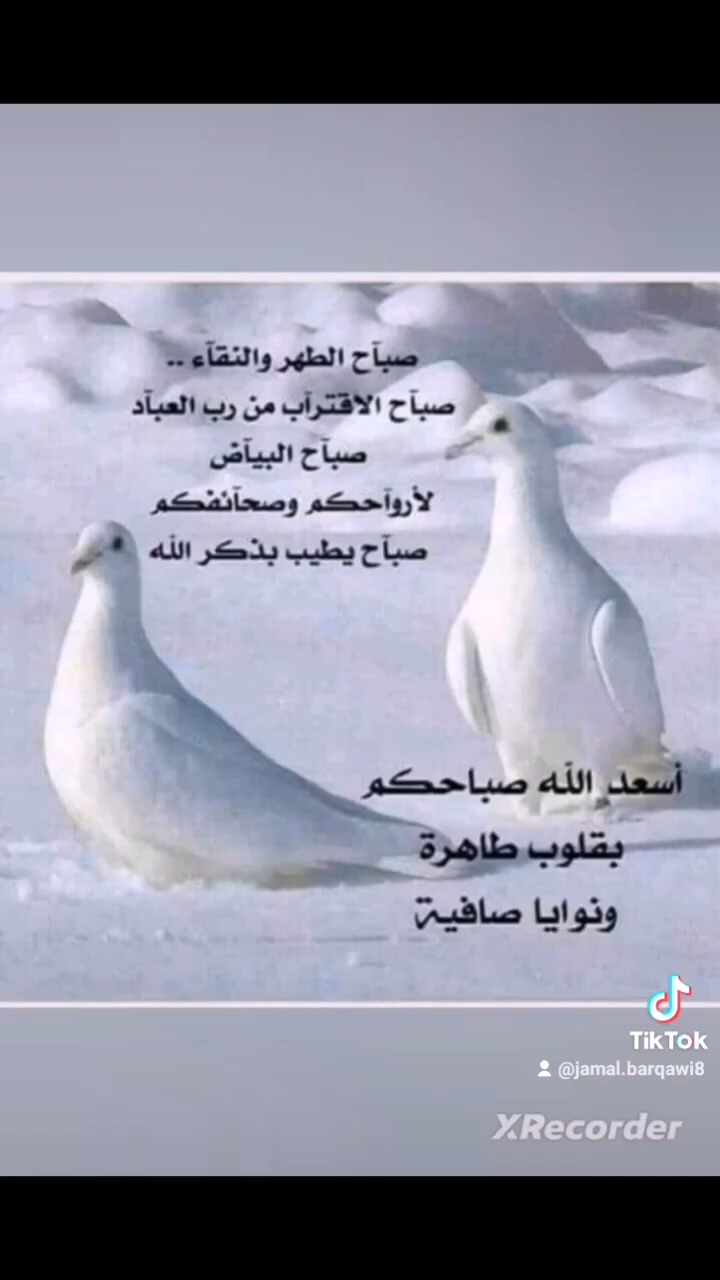 صبآح الطهر والنقآء ..
صبآح الاقترآب من رب العبآد
صبآح البيآض
لأروآحكم وصحآئفكم
صبآح يطيب بذكر الله
أسعد الله صباحكم
بقلوب طاهرة
ونوايا صافية
TikTok
@jamal.barqawi8
XRecorder